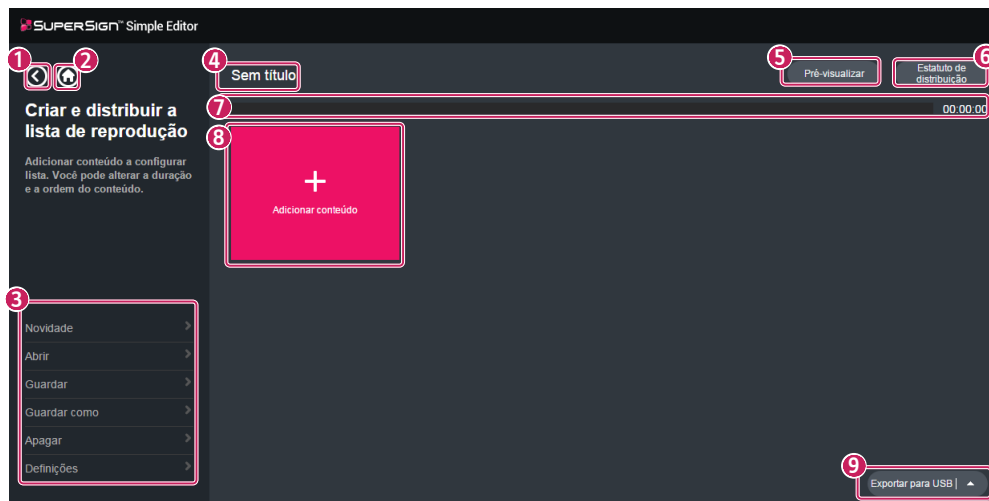 SUPERSIGN™ Simple Editor
1
2
Criar e distribuir a
lista de reprodução
Adicionar conteúdo a configurar
lista. Você pode alterar a duração
e a ordem do conteúdo.
3
Novidade
Abrir
Guardar
Guardar como
Apagar
Definições
4
Sem título
5
Pré-visualizar
6
Estatuto de
distribuição
7
00:00:00
8
+
Adicionar conteúdo
9
Exportar para USB |